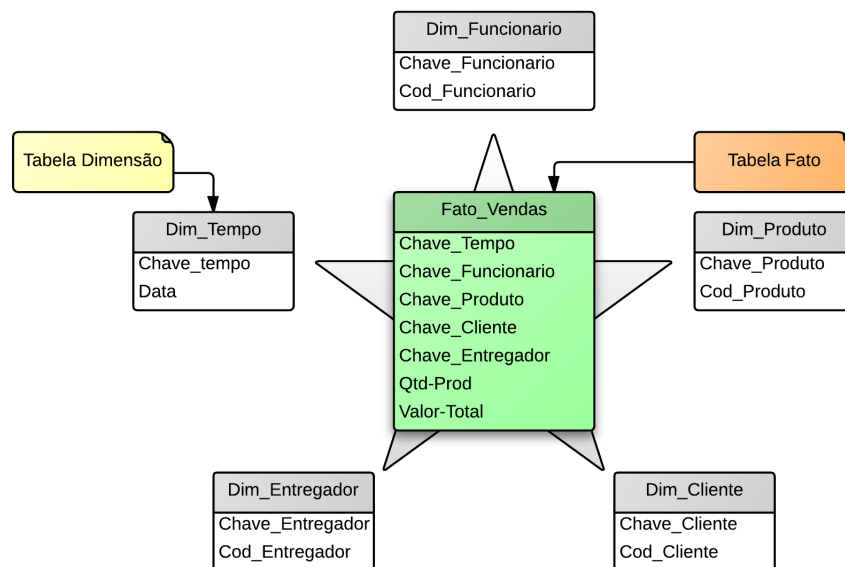 Dim_Funcionario
Chave_Funcionario
Cod_Funcionario
Tabela Dimensão
Tabela Fato
Dim_Tempo
Chave_tempo
Data
Fato_Vendas
Chave_Tempo
Chave_Funcionario
Chave_Produto
Chave_Cliente
Chave_Entregador
Qtd-Prod
Valor-Total
Dim_Produto
Chave_Produto
Cod_Produto
Dim_Entregador
Chave_Entregador
Cod_Entregador
Dim_Cliente
Chave_Cliente
Cod_Cliente